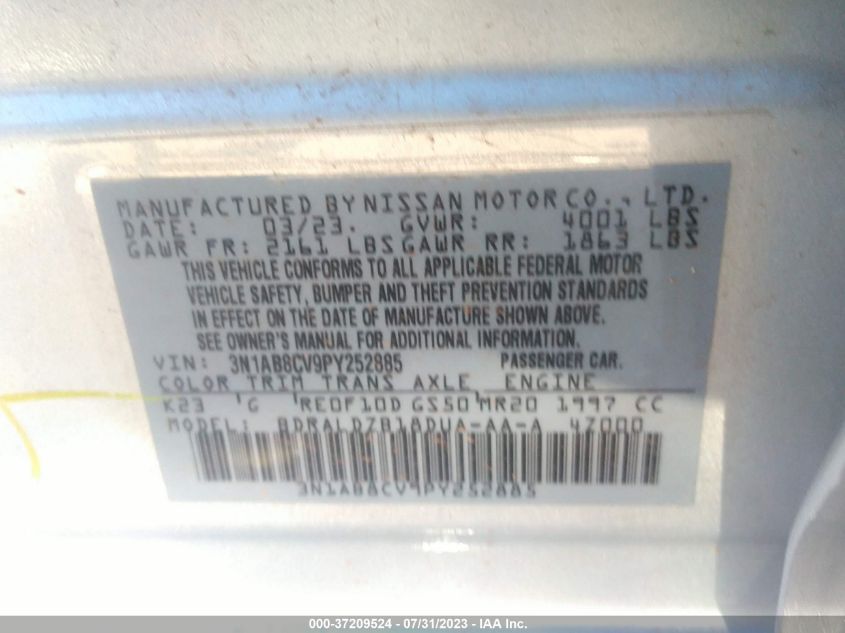 MANUFACTURED BY NISSAN MOTOR CO., LTD.
DATE: 03/23. GVWR: 4001 LBS
GAWR FR: 2161 LBS GAWR RR: 1863 LBS
THIS VEHICLE CONFORMS TO ALL APPLICABLE FEDERAL MOTOR
VEHICLE SAFETY, BUMPER AND THEFT PREVENTION STANDARDS
IN EFFECT ON THE DATE OF MANUFACTURE SHOWN ABOVE.
SEE OWNER'S MANUAL FOR ADDITIONAL INFORMATION.
VIN: 3N1AB8CV9PY252885 PASSENGER CAR.
COLOR TRIM TRANS AXLE ENGINE
K23 G RE0F10D GS50 MR20 1997 CC
MODEL: BDRALDZB18DUA-AA-A 4Z000
3N1AB8CV9PY252885
000-37209524 - 07/31/2023 - IAA Inc.